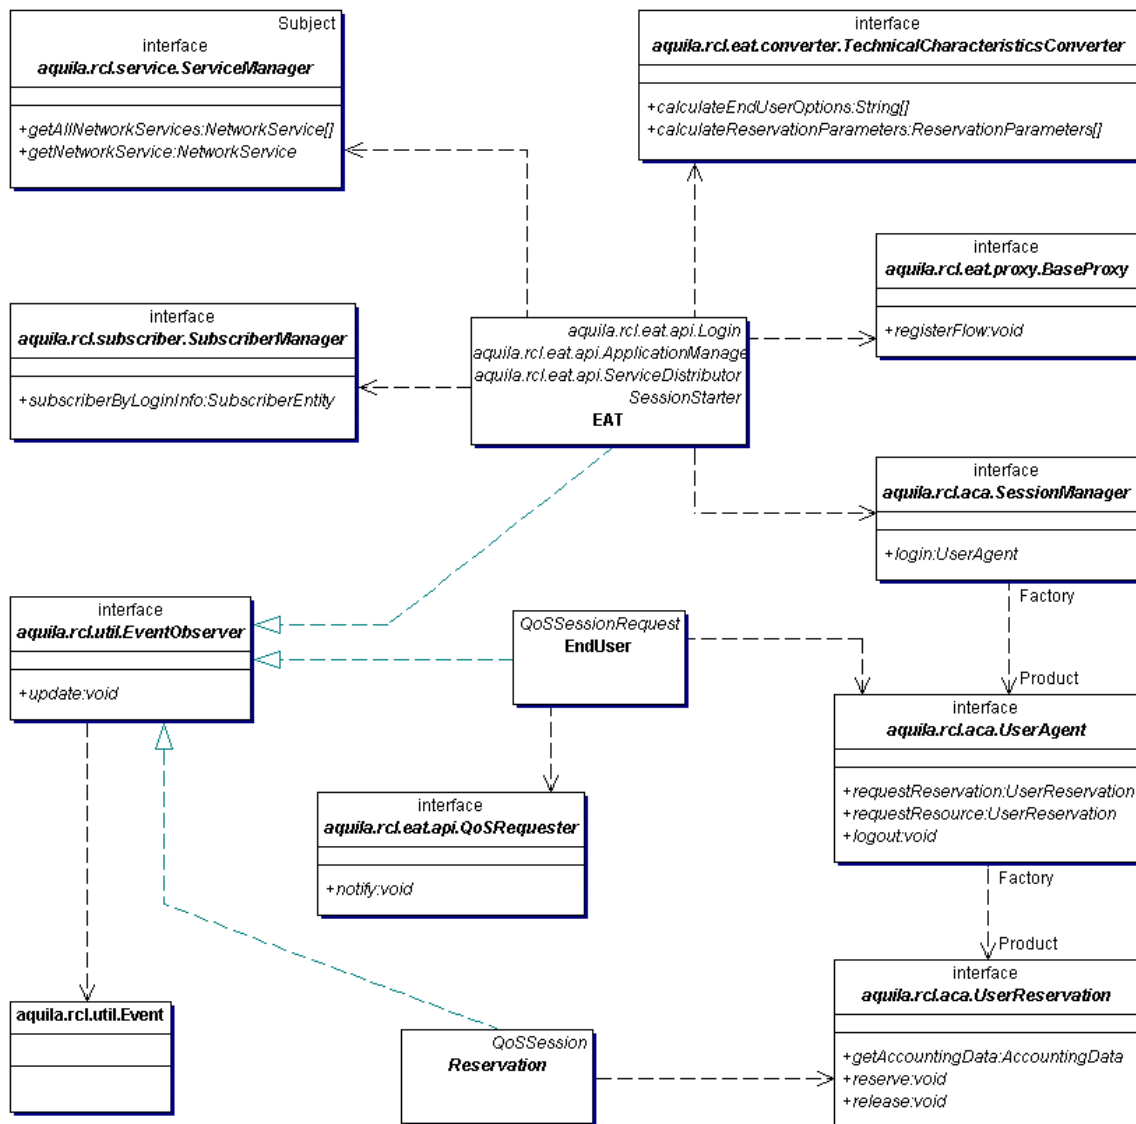 Subject
interface
aquila.rcl.service.ServiceManager
+getAllNetworkServices:NetworkService[]
+getNetworkService:NetworkService
interface
aquila.rcl.eat.converter.TechnicalCharacteristicsConverter
+calculateEndUserOptions:String[]
+calculateReservationParameters:ReservationParameters[]
interface
aquila.rcl.eat.proxy.BaseProxy
+registerFlow:void
interface
aquila.rcl.subscriber.SubscriberManager
+subscriberByLoginInfo:SubscriberEntity
aquila.rcl.eat.api.Login
aquila.rcl.eat.api.ApplicationManage
aquila.rcl.eat.api.ServiceDistributor
SessionStarter
EAT
interface
aquila.rcl.aca.SessionManager
+login:UserAgent
Factory
Product
interface
aquila.rcl.util.EventObserver
+update:void
QoSSessionRequest
EndUser
interface
aquila.rcl.aca.UserAgent
+requestReservation:UserReservation
+requestResource:UserReservation
+logout:void
Factory
Product
interface
aquila.rcl.eat.api.QoSRequester
+notify:void
interface
aquila.rcl.aca.UserReservation
+getAccountingData:AccountingData
+reserve:void
+release:void
aquila.rcl.util.Event
QoSSession
Reservation